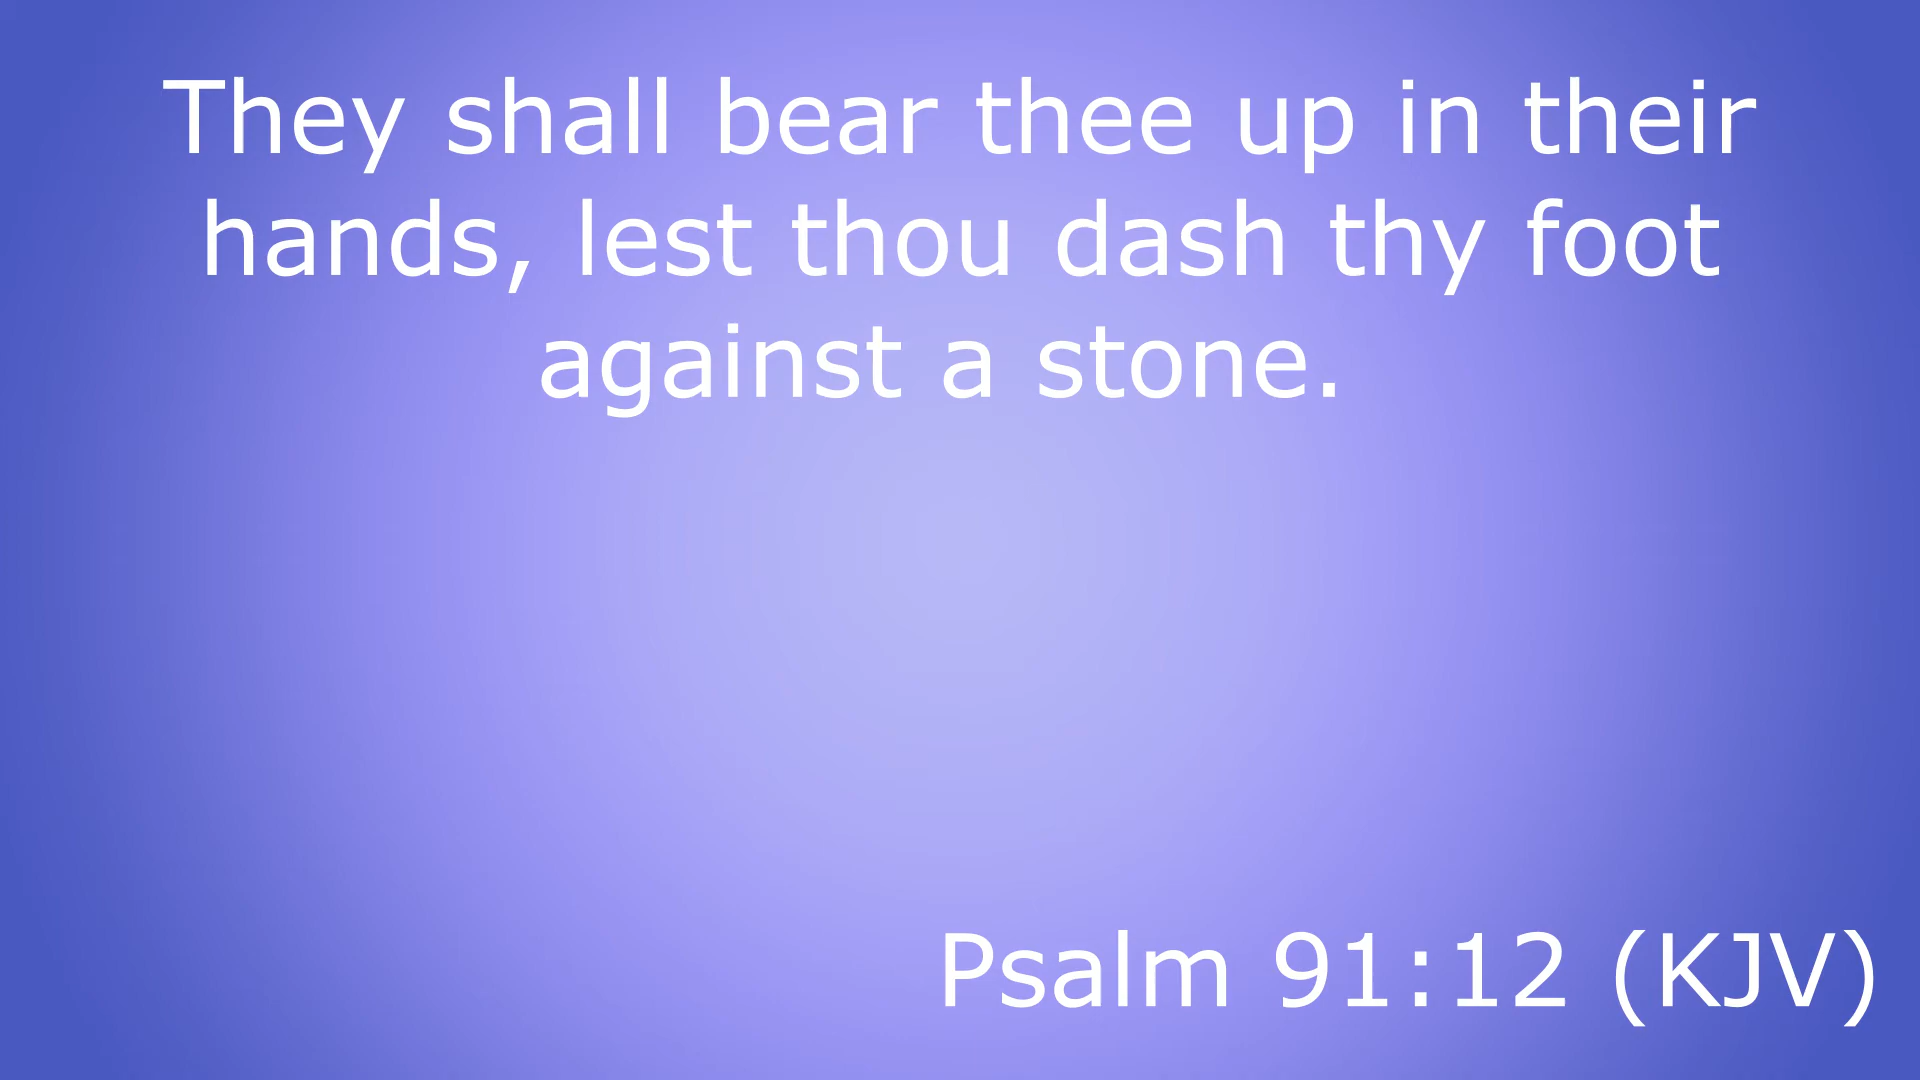 They shall bear thee up in their
hands, lest thou dash thy foot
against a stone.
Psalm 91:12 (KJV)